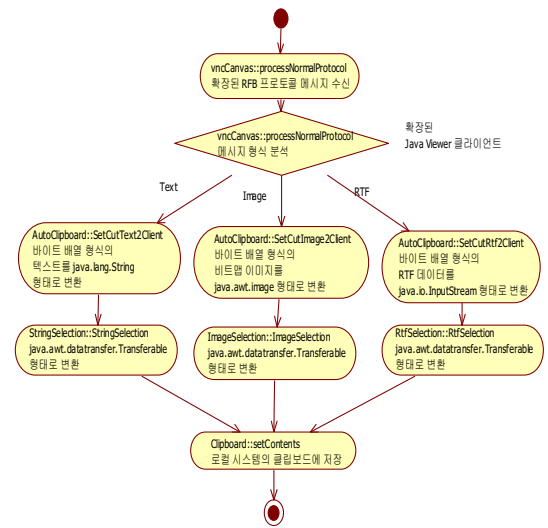 vncCanvas::processNormalProtocol
확장된 RFB 프로토콜 메시지 수신
vncCanvas::processNormalProtocol
메시지 형식 분석
확장된
Java Viewer 클라이언트
Text
Image
RTF
AutoClipboard::SetCutText2Client
바이트 배열 형식의
텍스트를 java.lang.String
형태로 변환
AutoClipboard::SetCutImage2Client
바이트 배열 형식의
비트맵 이미지를
java.awt.image 형태로 변환
AutoClipboard::SetCutRtf2Client
바이트 배열 형식의
RTF 데이터를
java.io.InputStream 형태로 변환
StringSelection::StringSelection
java.awt.datatransfer.Transferable
형태로 변환
ImageSelection::ImageSelection
java.awt.datatransfer.Transferable
형태로 변환
RtfSelection::RtfSelection
java.awt.datatransfer.Transferable
형태로 변환
Clipboard::setContents
로컬 시스템의 클립보드에 저장